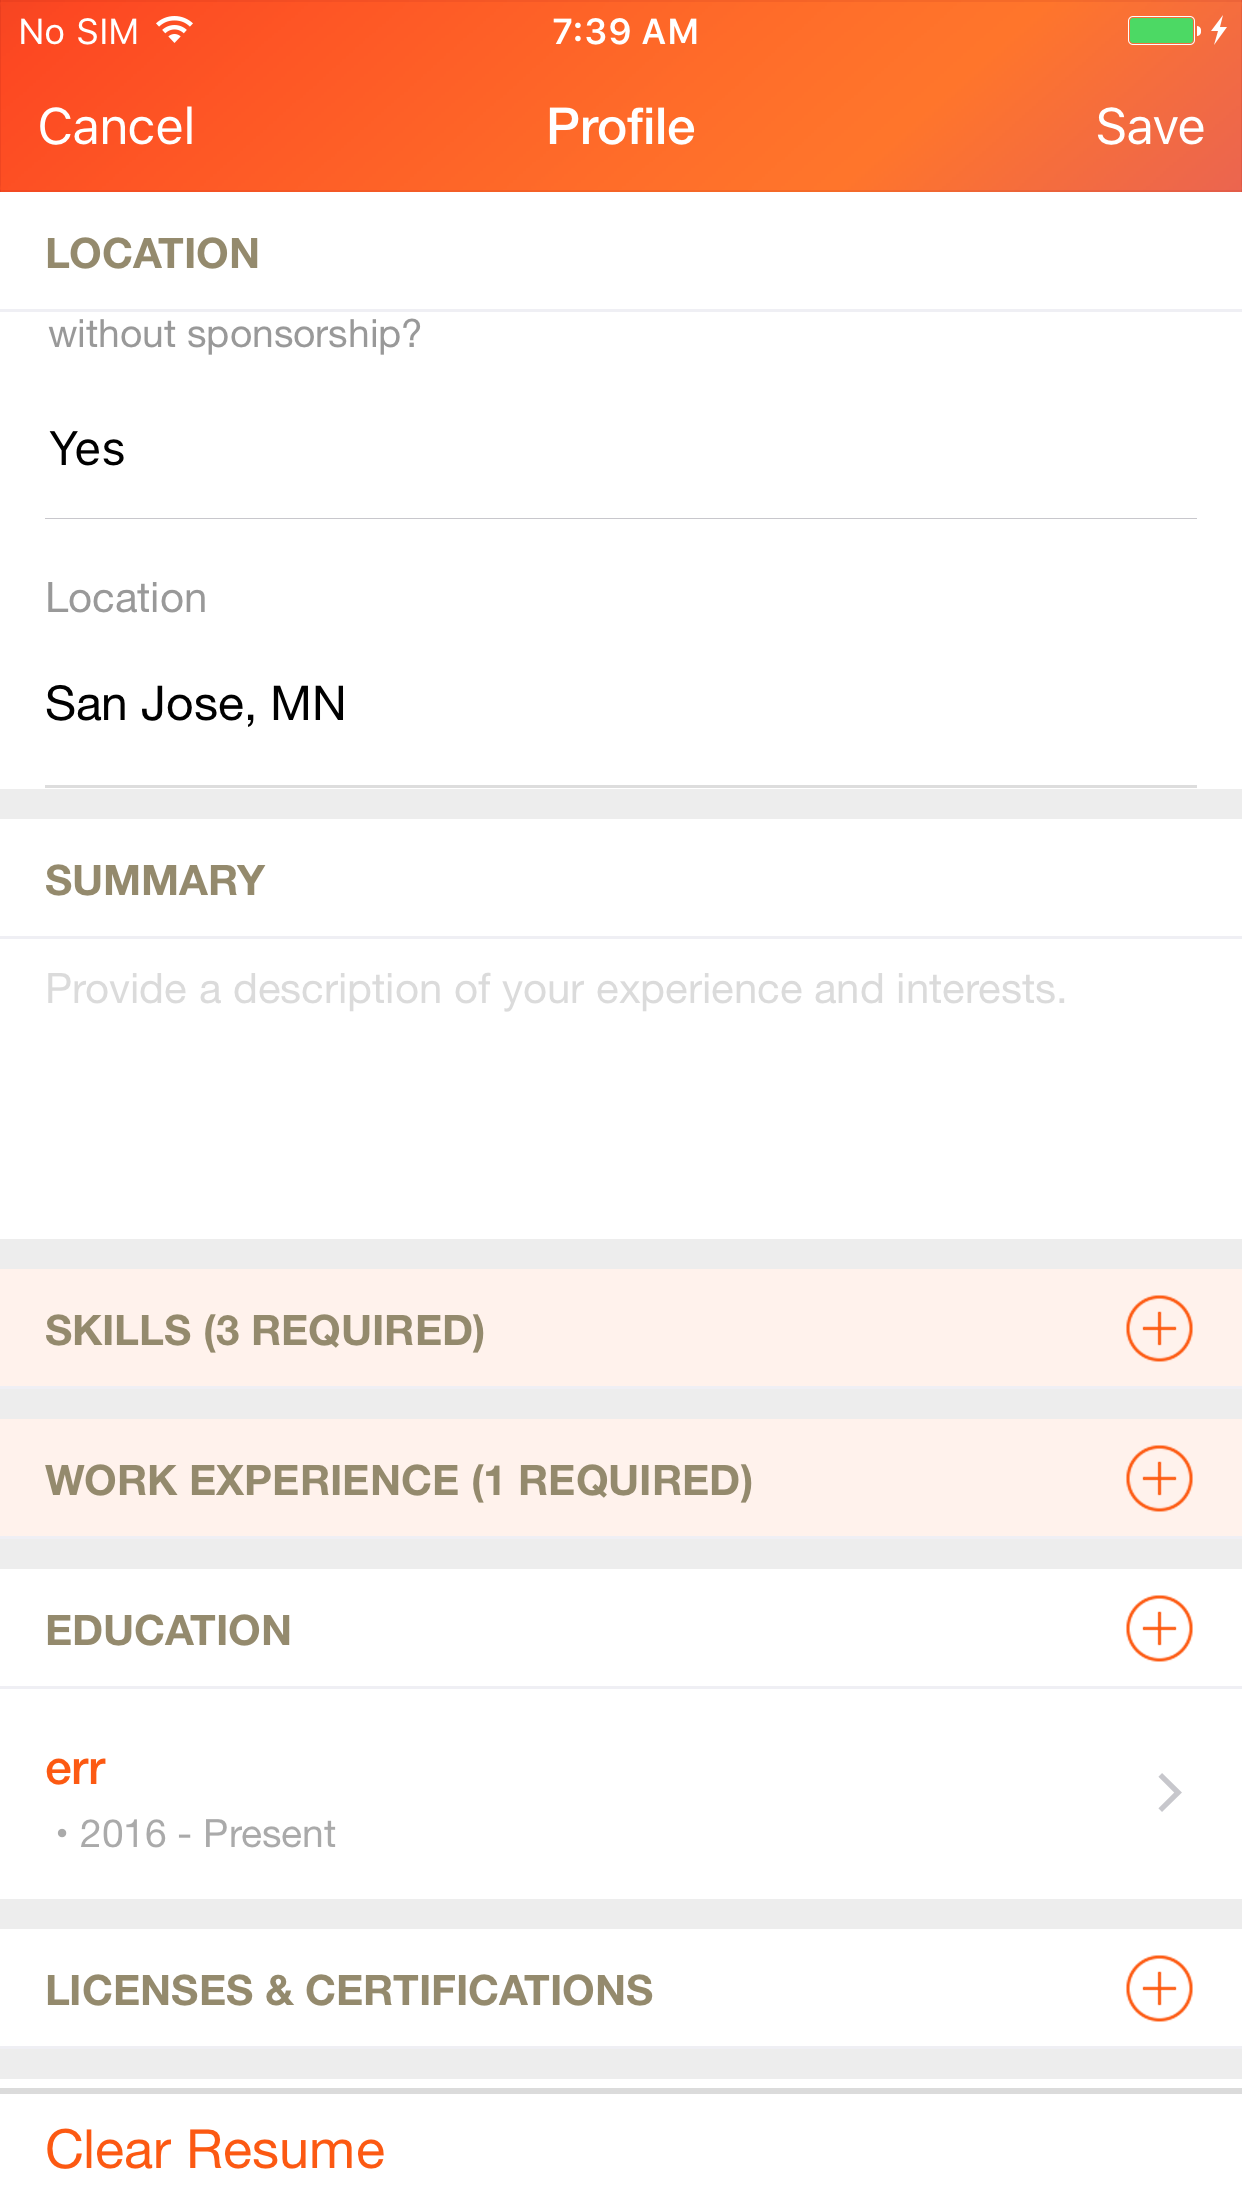 No SIM 7:39 AM
Cancel Profile Save
LOCATION
without sponsorship?
Yes
Location
San Jose, MN
SUMMARY
Provide a description of your experience and interests.
SKILLS (3 REQUIRED)
WORK EXPERIENCE (1 REQUIRED)
EDUCATION
err
• 2016 - Present
LICENSES & CERTIFICATIONS
Clear Resume